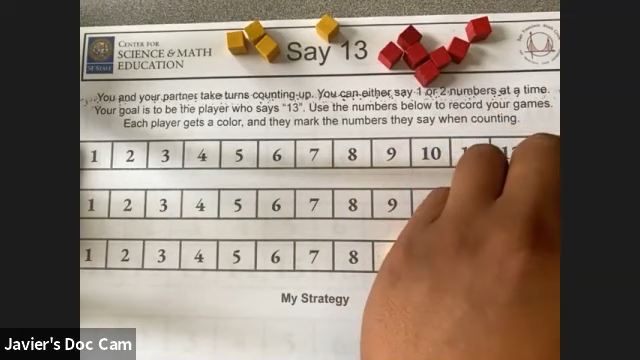 CENTER FOR
SCIENCE & MATH
EDUCATION
SF STATE
Say 13
You and your partner take turns counting up. You can either say 1 or 2 numbers at a time.
Your goal is to be the player who says "13". Use the numbers below to record your games.
Each player gets a color, and they mark the numbers they say when counting.
1 2 3 4 5 6 7 8 9 10
1 2 3 4 5 6 7 8 9
1 2 3 4 5 6 7 8
My Strategy
Javier's Doc Cam